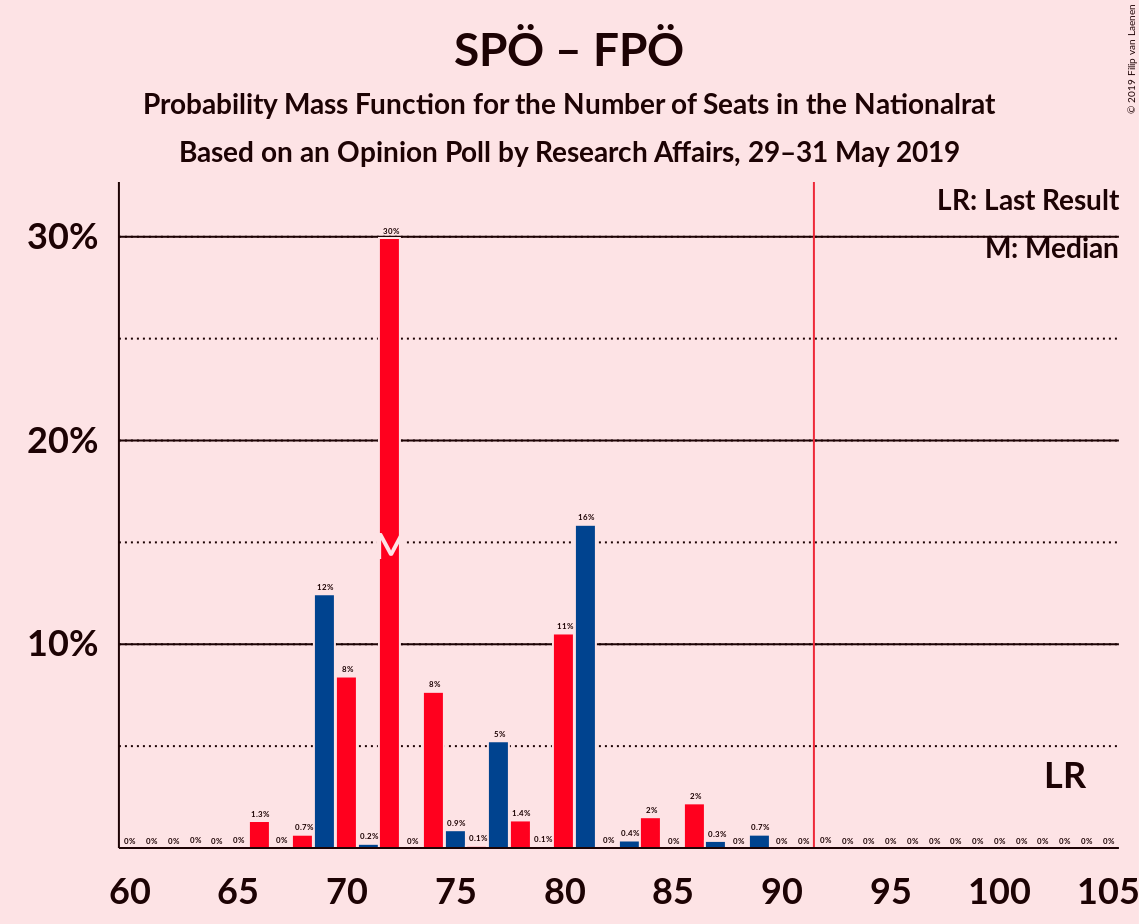 SPÖ – FPÖ
Probability Mass Function for the Number of Seats in the Nationalrat
Based on an Opinion Poll by Research Affairs, 29–31 May 2019
© 2019 Filip van Laenen
LR: Last Result
M: Median
30%
20%
10%
0% 0% 0% 0% 0% 0% 1.3% 0% 0.7% 12% 8% 0.2% 30% 0% 8% 0.9% 0.1% 5% 1.4% 0.1% 11% 16% 0% 0.4% 2% 0% 2% 0.3% 0% 0.7% 0% 0% 0% 0% 0% 0% 0% 0% 0% 0% 0% 0% 0% 0% 0% 0%
M
LR
60 65 70 75 80 85 90 95 100 105